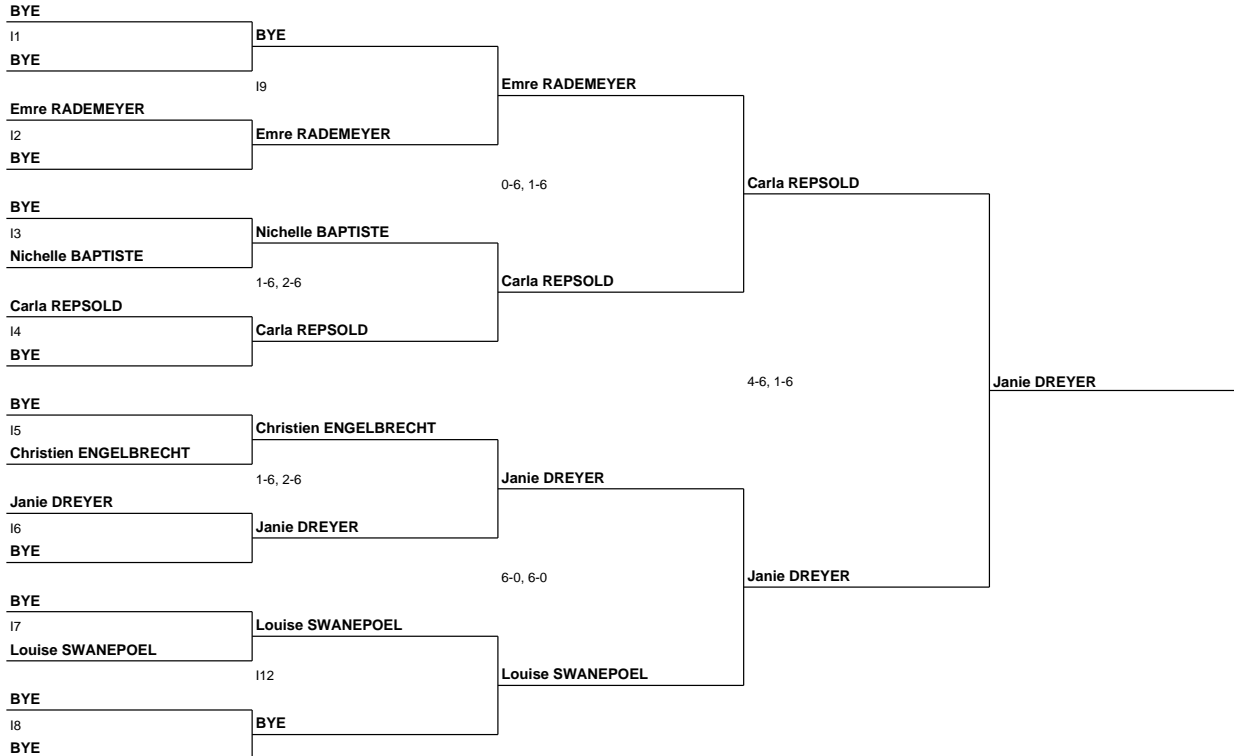 BYE
I1
BYE
BYE
I9
Emre RADEMEYER
Emre RADEMEYER
I2
Emre RADEMEYER
BYE
0-6, 1-6
Carla REPSOLD
BYE
I3
Nichelle BAPTISTE
Nichelle BAPTISTE
1-6, 2-6
Carla REPSOLD
Carla REPSOLD
I4
Carla REPSOLD
BYE
4-6, 1-6
Janie DREYER
BYE
I5
Christien ENGELBRECHT
Christien ENGELBRECHT
1-6, 2-6
Janie DREYER
Janie DREYER
I6
Janie DREYER
BYE
6-0, 6-0
Janie DREYER
BYE
I7
Louise SWANEPOEL
Louise SWANEPOEL
I12
Louise SWANEPOEL
BYE
I8
BYE
BYE